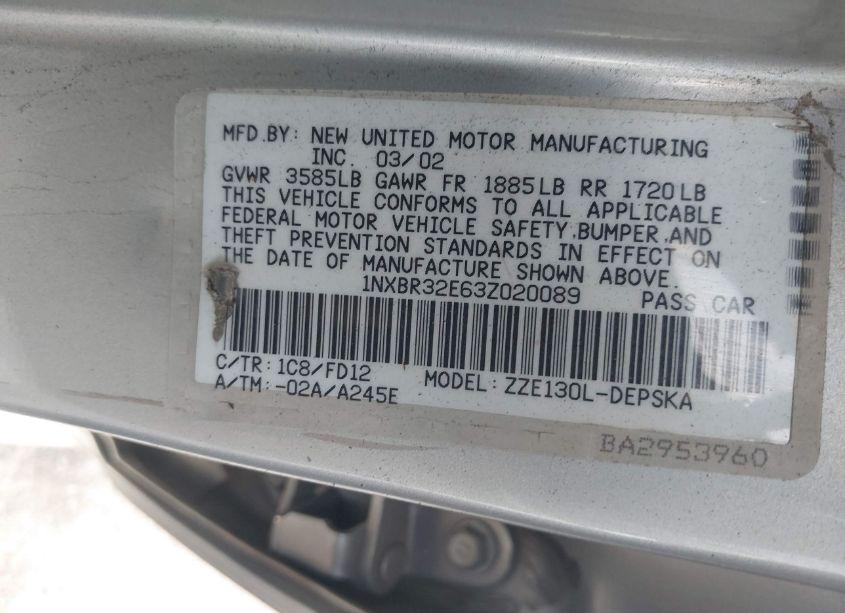 MFD.BY: NEW UNITED MOTOR MANUFACTURING
INC. 03/02
GVWR 3585LB GAWR FR 1885LB RR 1720LB
THIS VEHICLE CONFORMS TO ALL APPLICABLE
FEDERAL MOTOR VEHICLE SAFETY,BUMPER,AND
THEFT PREVENTION STANDARDS IN EFFECT ON
THE DATE OF MANUFACTURE SHOWN ABOVE.
1NXBR32E63Z020089 PASS CAR
C/TR: 1C8/FD12
A/TM: -02A/A245E MODEL: ZZE130L-DEPSKA
BA2953960